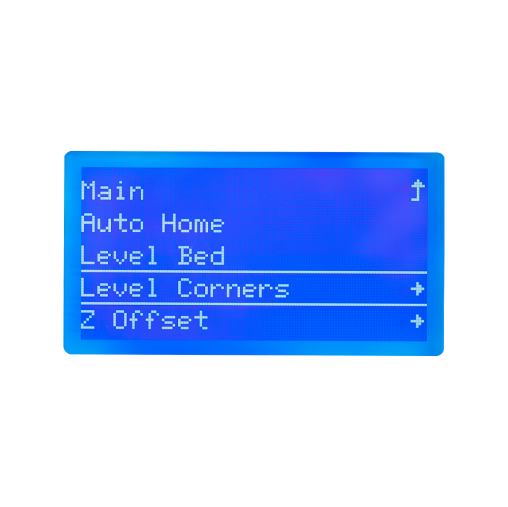 Main
Auto Home
Level Bed
Level Corners
Z Offset